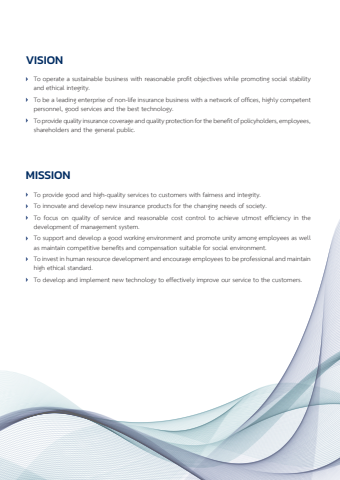 VISION
To operate a sustainable business with reasonable profit objectives while promoting social stability
and ethical integrity.
To be a leading enterprise of non-life insurance business with a network of offices, highly competent
personnel, good services and the best technology.
To provide quality insurance coverage and quality protection for the benefit of policyholders, employees,
shareholders and the general public.
MISSION
To provide good and high-quality services to customers with fairness and integrity.
To innovate and develop new insurance products for the changing needs of society.
To focus on quality of service and reasonable cost control to achieve utmost efficiency in the
development of management system.
To support and develop a good working environment and promote unity among employees as well
as maintain competitive benefits and compensation suitable for social environment.
To invest in human resource development and encourage employees to be professional and maintain
high ethical standard.
To develop and implement new technology to effectively improve our service to the customers.